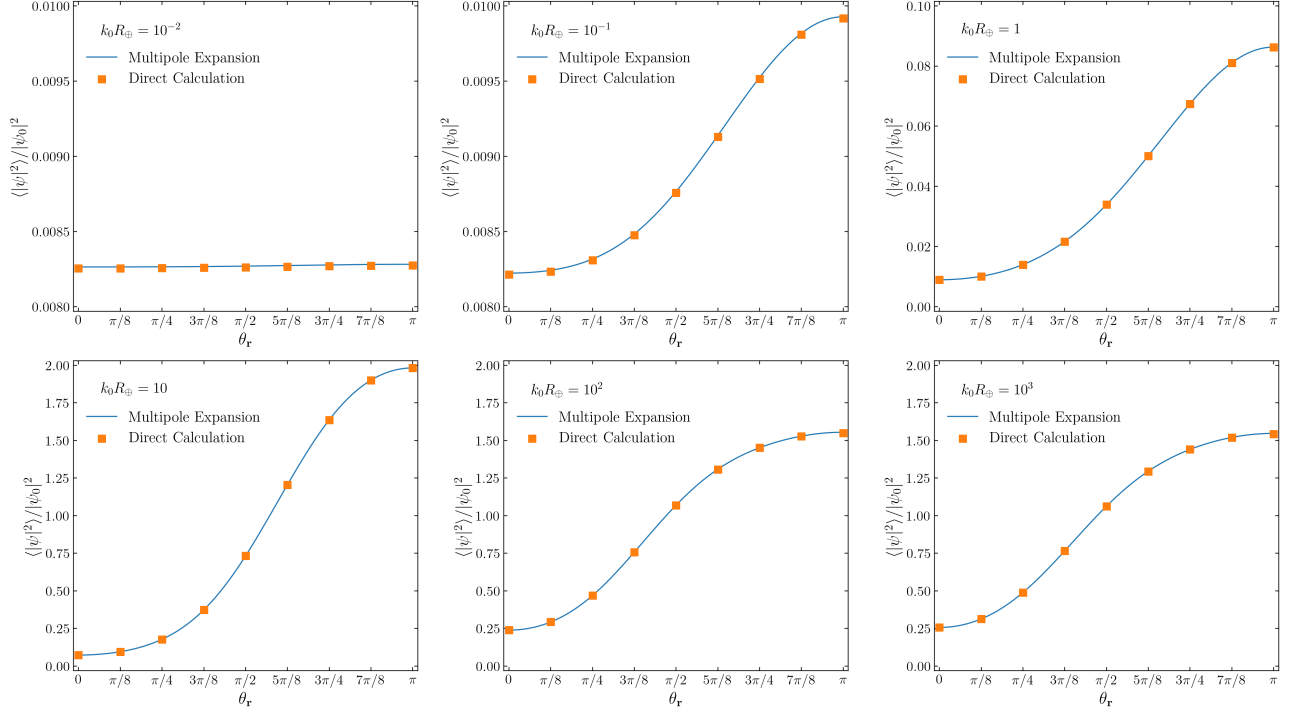 0.0100
0.0095
0.0090
0.0085
0.0080
k₀R⊕ = 10⁻²
Multipole Expansion
Direct Calculation
⟨|ψ|²⟩/|ψ₀|²
0 π/8 π/4 3π/8 π/2 5π/8 3π/4 7π/8 π
θ_r
0.0100
0.0095
0.0090
0.0085
0.0080
k₀R⊕ = 10⁻¹
Multipole Expansion
Direct Calculation
⟨|ψ|²⟩/|ψ₀|²
0 π/8 π/4 3π/8 π/2 5π/8 3π/4 7π/8 π
θ_r
0.10
0.08
0.06
0.04
0.02
0.00
k₀R⊕ = 1
Multipole Expansion
Direct Calculation
⟨|ψ|²⟩/|ψ₀|²
0 π/8 π/4 3π/8 π/2 5π/8 3π/4 7π/8 π
θ_r
2.00
1.75
1.50
1.25
1.00
0.75
0.50
0.25
0.00
k₀R⊕ = 10
Multipole Expansion
Direct Calculation
⟨|ψ|²⟩/|ψ₀|²
0 π/8 π/4 3π/8 π/2 5π/8 3π/4 7π/8 π
θ_r
2.00
1.75
1.50
1.25
1.00
0.75
0.50
0.25
0.00
k₀R⊕ = 10²
Multipole Expansion
Direct Calculation
⟨|ψ|²⟩/|ψ₀|²
0 π/8 π/4 3π/8 π/2 5π/8 3π/4 7π/8 π
θ_r
2.00
1.75
1.50
1.25
1.00
0.75
0.50
0.25
0.00
k₀R⊕ = 10³
Multipole Expansion
Direct Calculation
⟨|ψ|²⟩/|ψ₀|²
0 π/8 π/4 3π/8 π/2 5π/8 3π/4 7π/8 π
θ_r